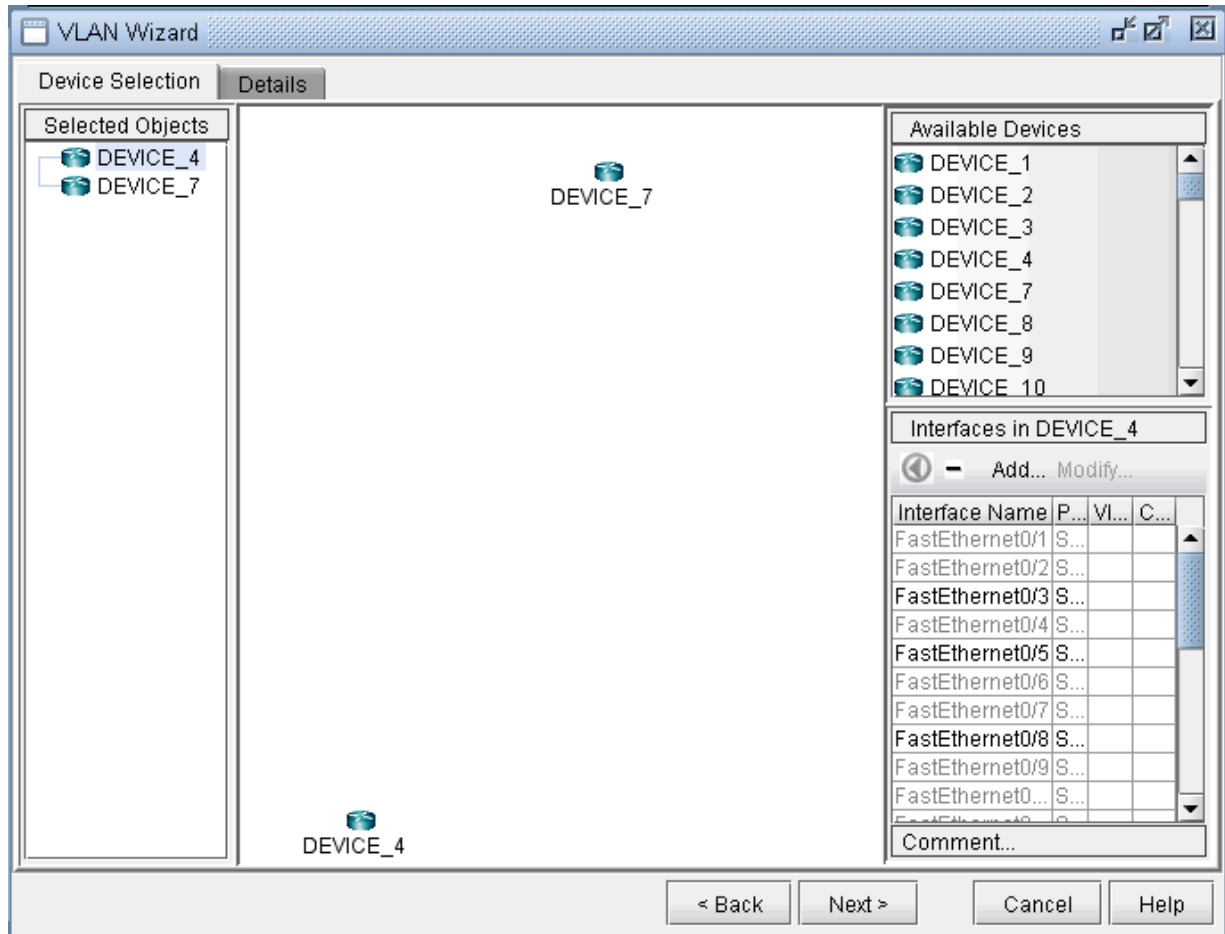 VLAN Wizard
Device Selection
Details
Selected Objects
DEVICE_4
DEVICE_7
DEVICE_7
DEVICE_4
Available Devices
DEVICE_1
DEVICE_2
DEVICE_3
DEVICE_4
DEVICE_7
DEVICE_8
DEVICE_9
DEVICE_10
Interfaces in DEVICE_4
Add... Modify...
Interface Name P... Vl... C...
FastEthernet0/1 S...
FastEthernet0/2 S...
FastEthernet0/3 S...
FastEthernet0/4 S...
FastEthernet0/5 S...
FastEthernet0/6 S...
FastEthernet0/7 S...
FastEthernet0/8 S...
FastEthernet0/9 S...
FastEthernet0... S...
Comment...
< Back
Next >
Cancel
Help